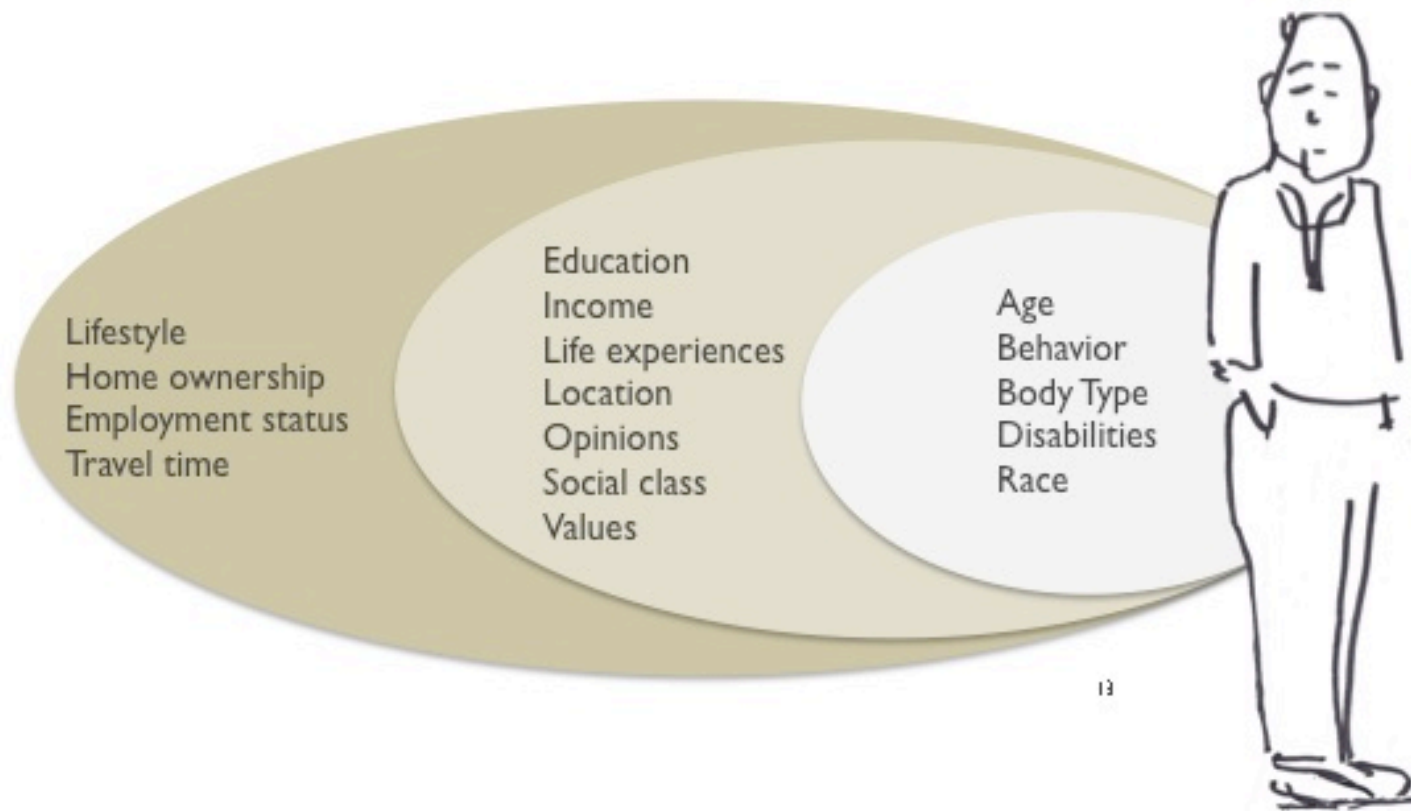 Lifestyle
Home ownership
Employment status
Travel time
Education
Income
Life experiences
Location
Opinions
Social class
Values
Age
Behavior
Body Type
Disabilities
Race
13